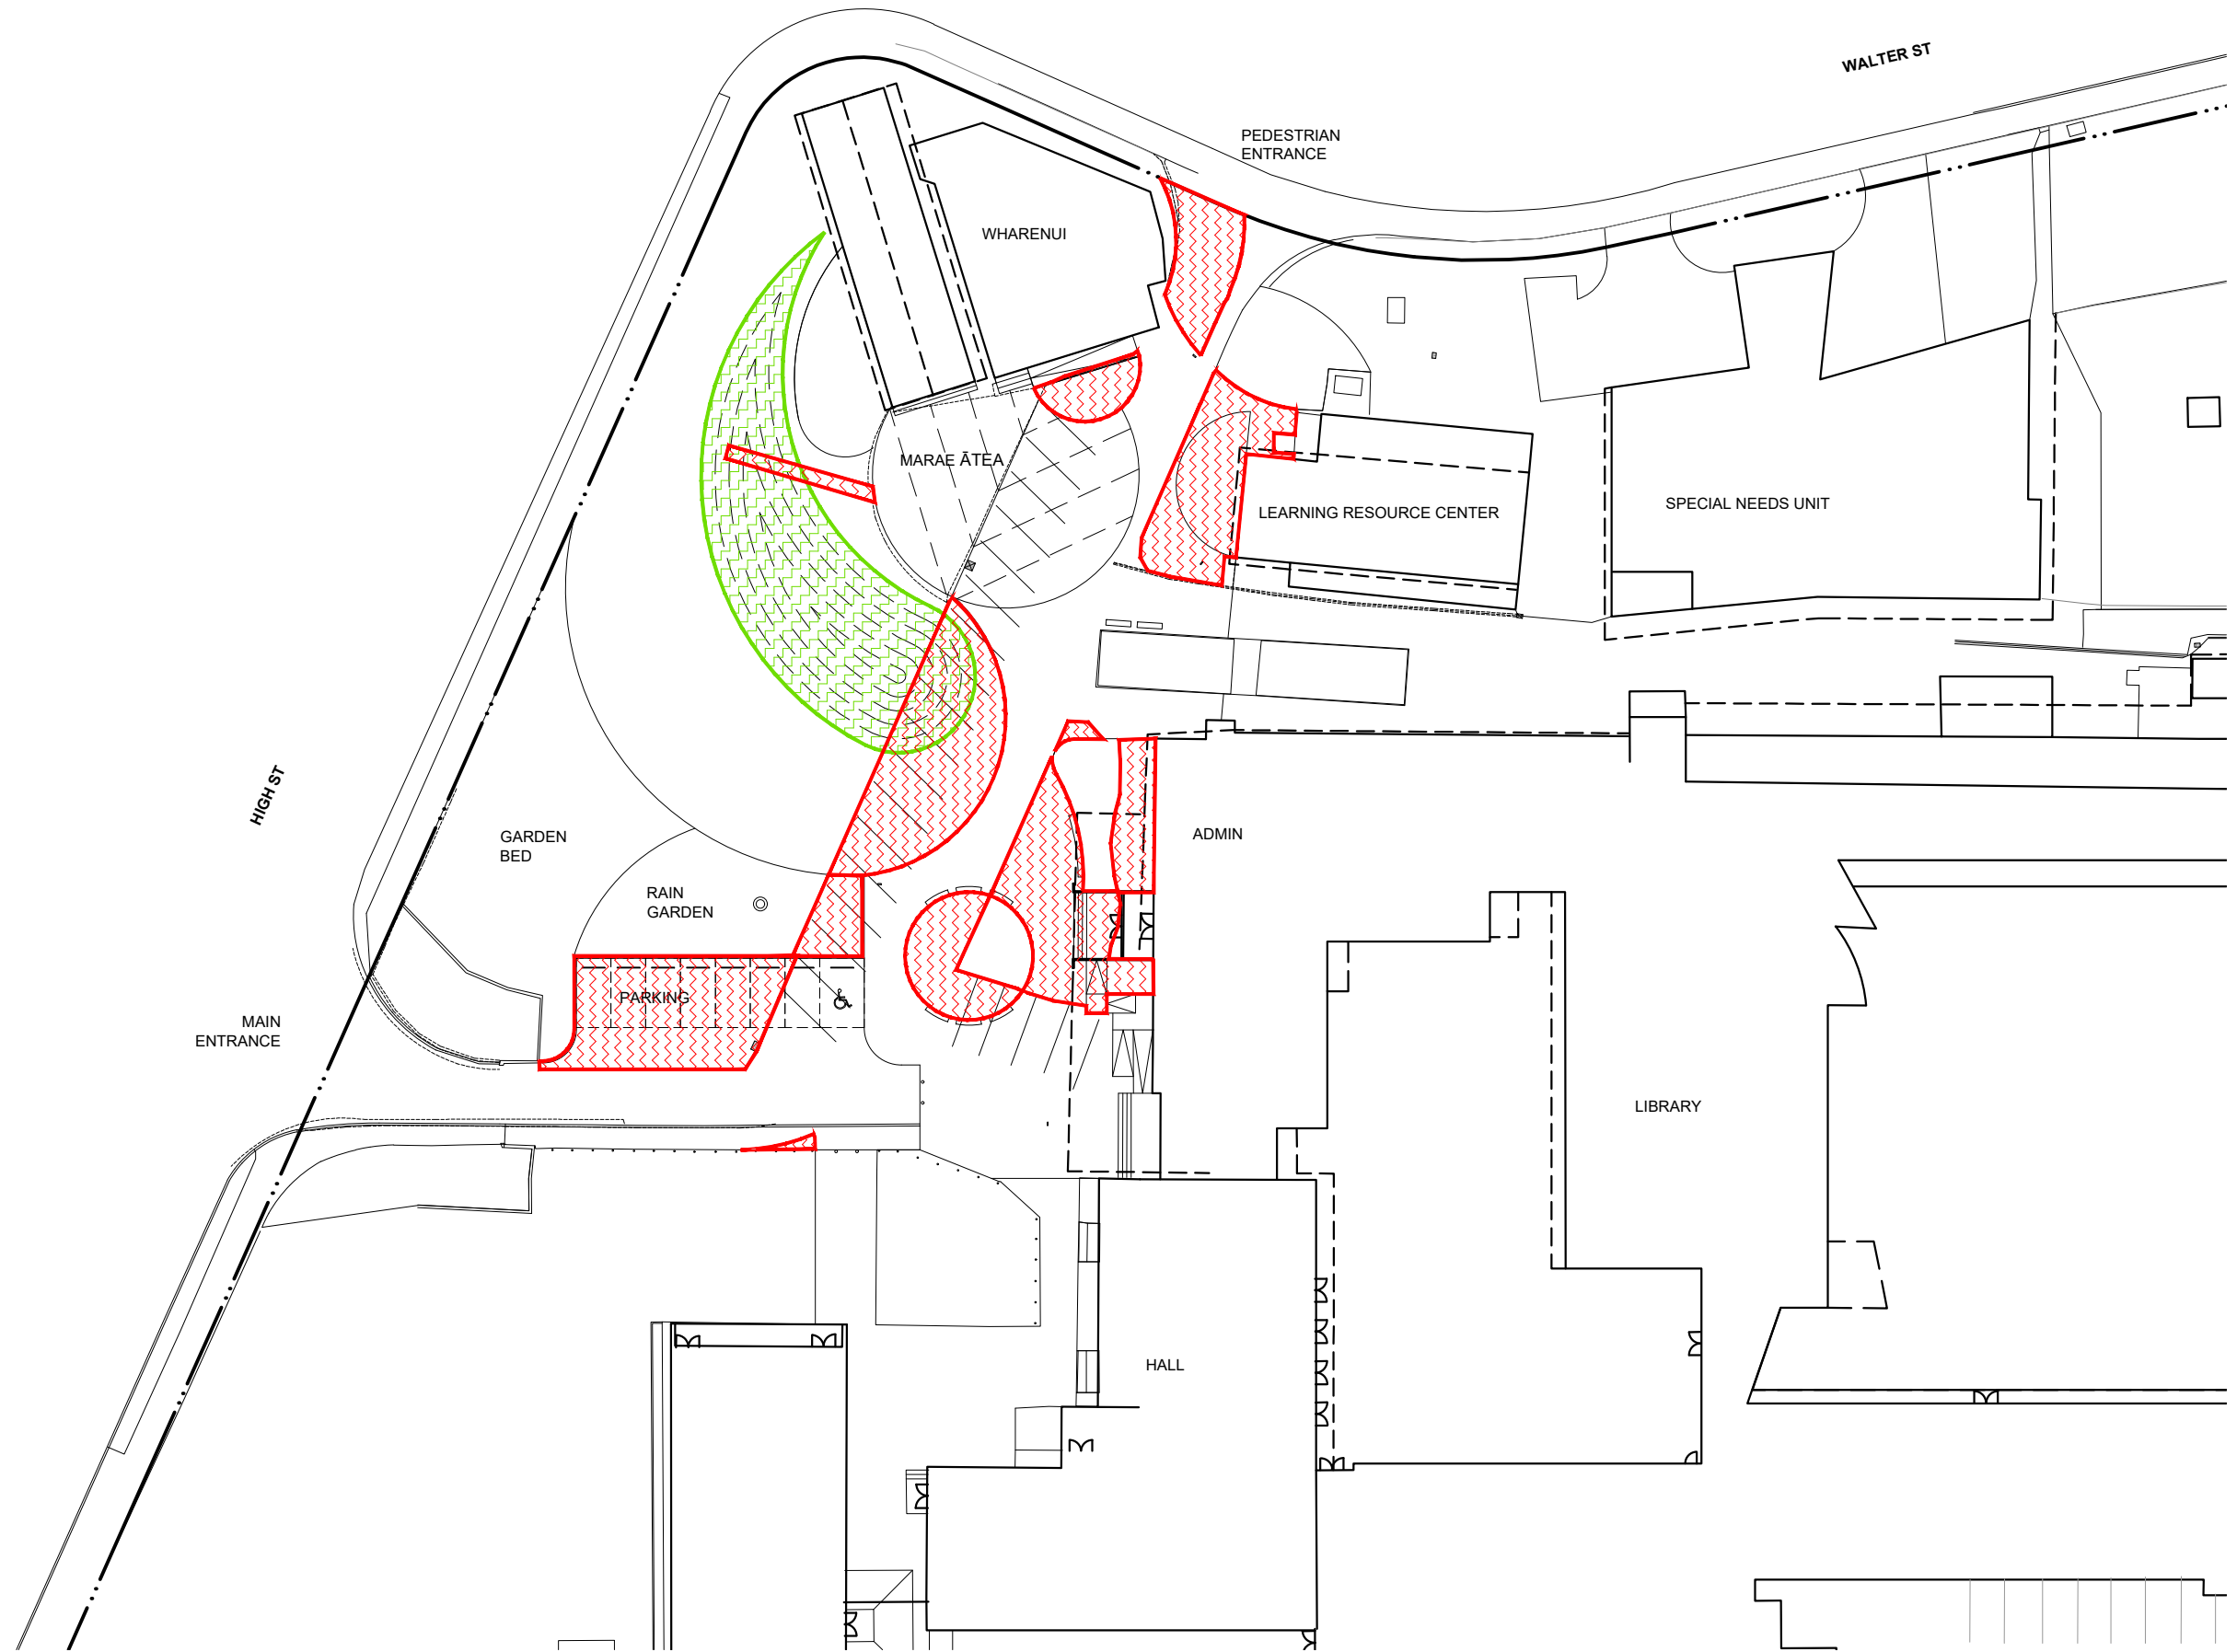 WALTER ST
PEDESTRIAN
ENTRANCE
WHARENUI
MARAE ĀTEA
LEARNING RESOURCE CENTER
SPECIAL NEEDS UNIT
HIGH ST
GARDEN
BED
ADMIN
RAIN
GARDEN
PARKING
MAIN
ENTRANCE
LIBRARY
HALL